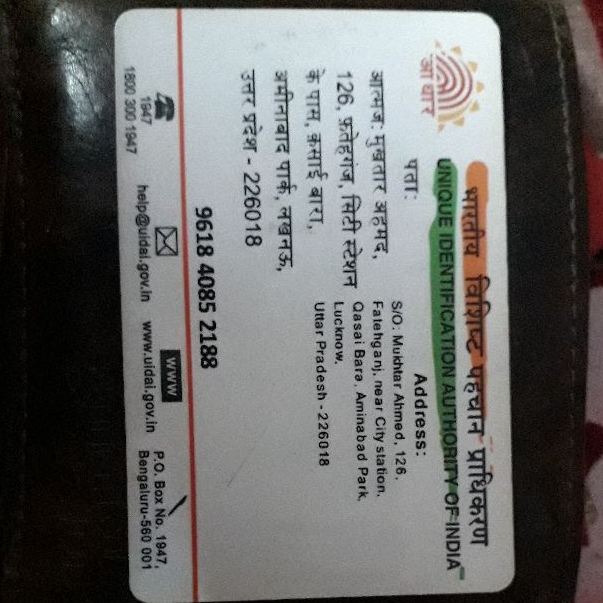 भारतीय विशिष्ट पहचान प्राधिकरण
UNIQUE IDENTIFICATION AUTHORITY OF INDIA
आधार
पता:
आत्मज: मुख़तार अहमद,
126, फ़तेहगंज, सिटी स्टेशन
के पास, क़साई बारा,
अमीनाबाद पार्क, लखनऊ,
उत्तर प्रदेश - 226018
Address:
S/O: Mukhtar Ahmed, 126,
Fatehganj, near City station,
Qasai Bara, Aminabad Park,
Lucknow,
Uttar Pradesh - 226018
9618 4085 2188
1947
1800 300 1947
help@uidai.gov.in
www
www.uidai.gov.in
P.O. Box No. 1947,
Bengaluru-560 001